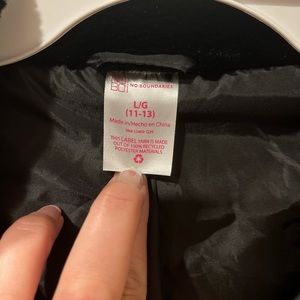 NO BOUNDARIES
L/G
(11-13)
Made in/Hecho en China
THIS LABEL YARN IS MADE
OUT OF 100% RECYCLED
POLYESTER MATERIALS